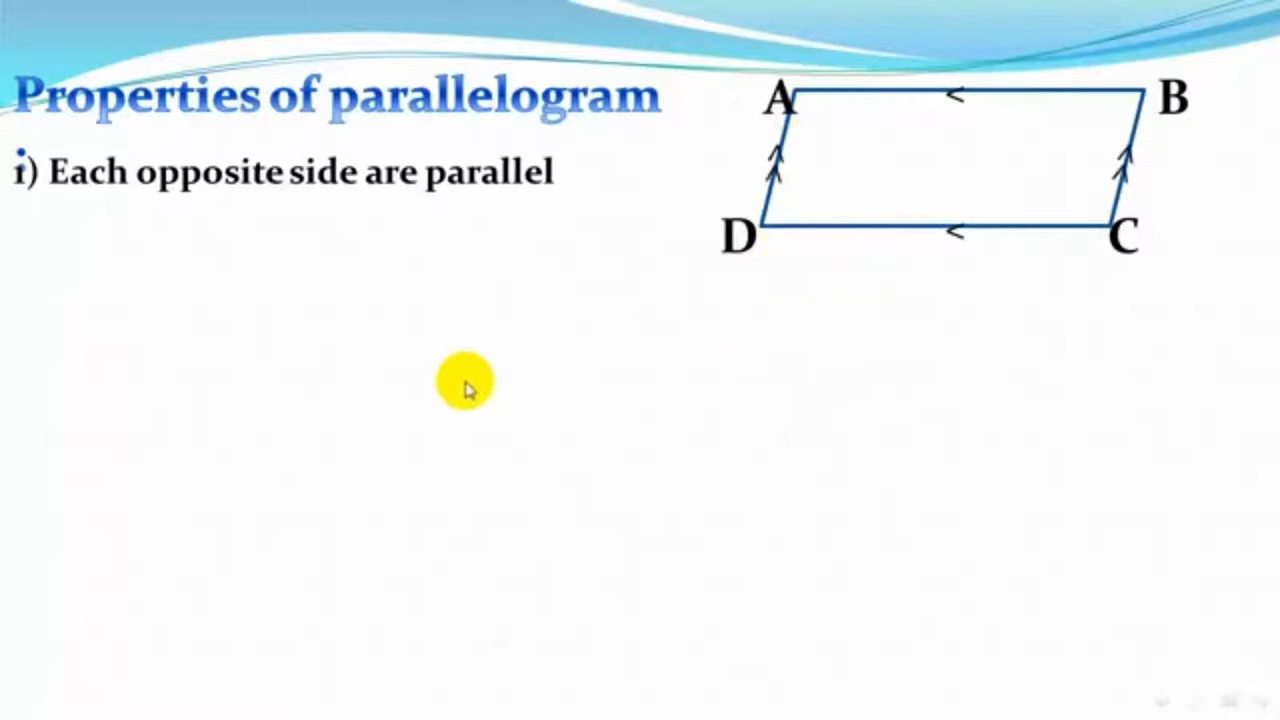 Properties of parallelogram
:
i) Each opposite side are parallel
A
B
D
C